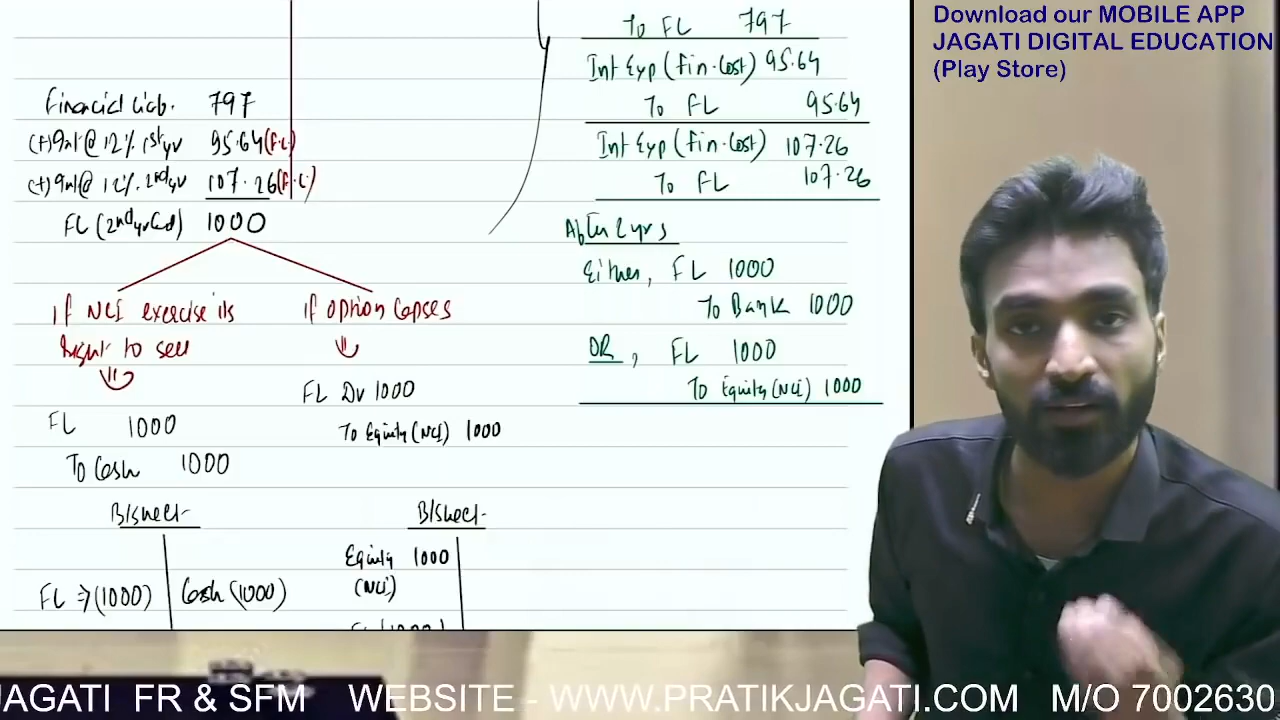 Download our MOBILE APP
JAGATI DIGITAL EDUCATION
(Play Store)
Financial Liab. 797
(+) Int @ 12% 1st yr 95.64 (F.C.)
(+) Int @ 12% 2nd yr 107.26 (F.C.)
FL (2nd yr end) 1000
If NCI exercise its
Right to sell
FL 1000
To Cash 1000
B/Sheet
FL ⇒ (1000) Cash (1000)
If option Lapses
FL Dr 1000
To Equity (NCI) 1000
B/Sheet
Equity 1000
(NCI)
To FL 797
Int Exp (Fin. Cost) 95.64
To FL 95.64
Int Exp (Fin. Cost) 107.26
To FL 107.26
After 2 yrs
Either, FL 1000
To Bank 1000
OR, FL 1000
To Equity (NCI) 1000
JAGATI FR & SFM WEBSITE - WWW.PRATIKJAGATI.COM M/O 7002630